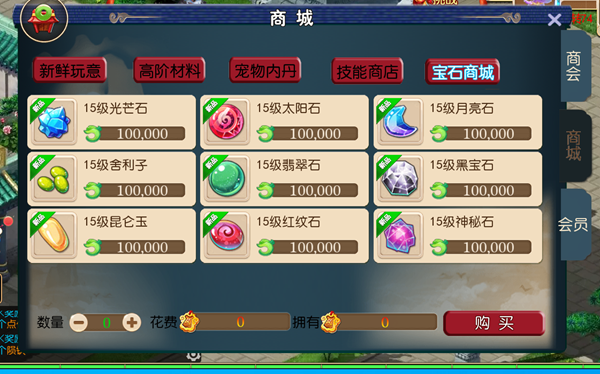 挑战
商 城
商会
新鲜玩意
高阶材料
宠物内丹
技能商店
宝石商城
新品
15级光芒石
100,000
新品
15级太阳石
100,000
新品
15级月亮石
100,000
商城
新品
15级舍利子
100,000
新品
15级翡翠石
100,000
新品
15级黑宝石
100,000
会员
新品
15级昆仑玉
100,000
新品
15级红纹石
100,000
新品
15级神秘石
100,000
数量
0
花费
0
拥有
0
购 买